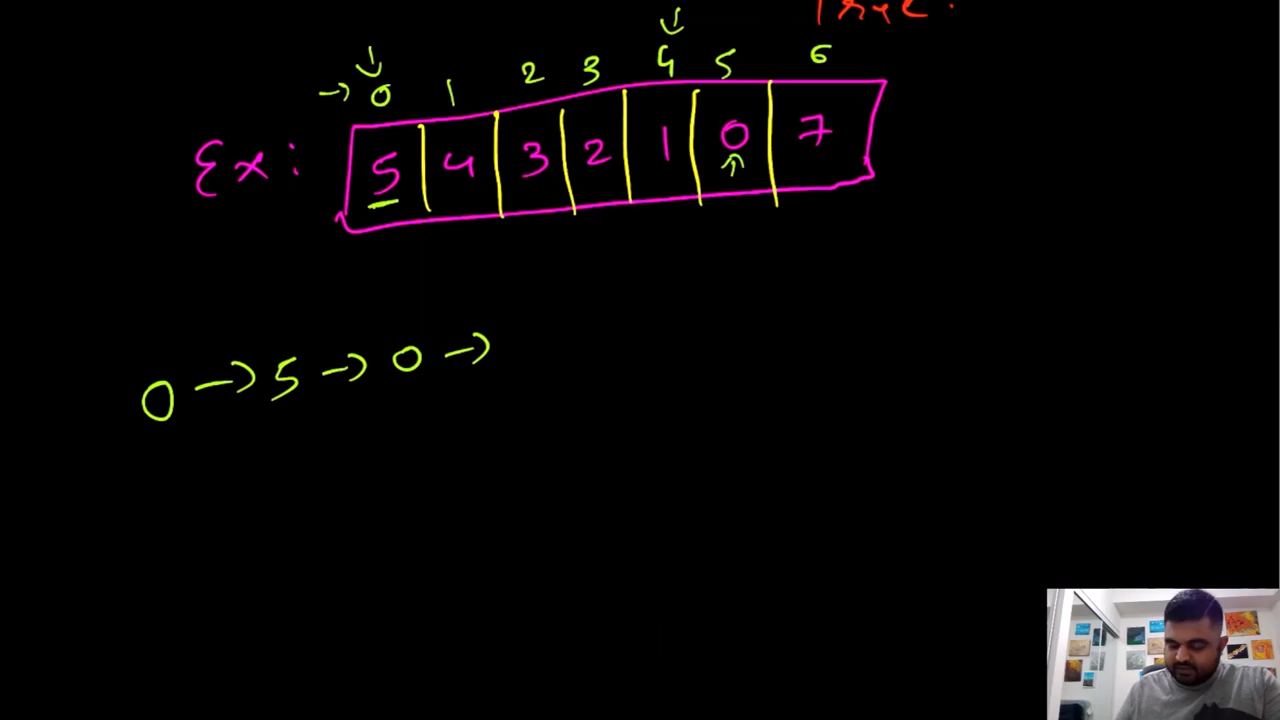 0 1 2 3 4 5 6
Ex: 5 4 3 2 1 0 7
0 → 5 → 0 →